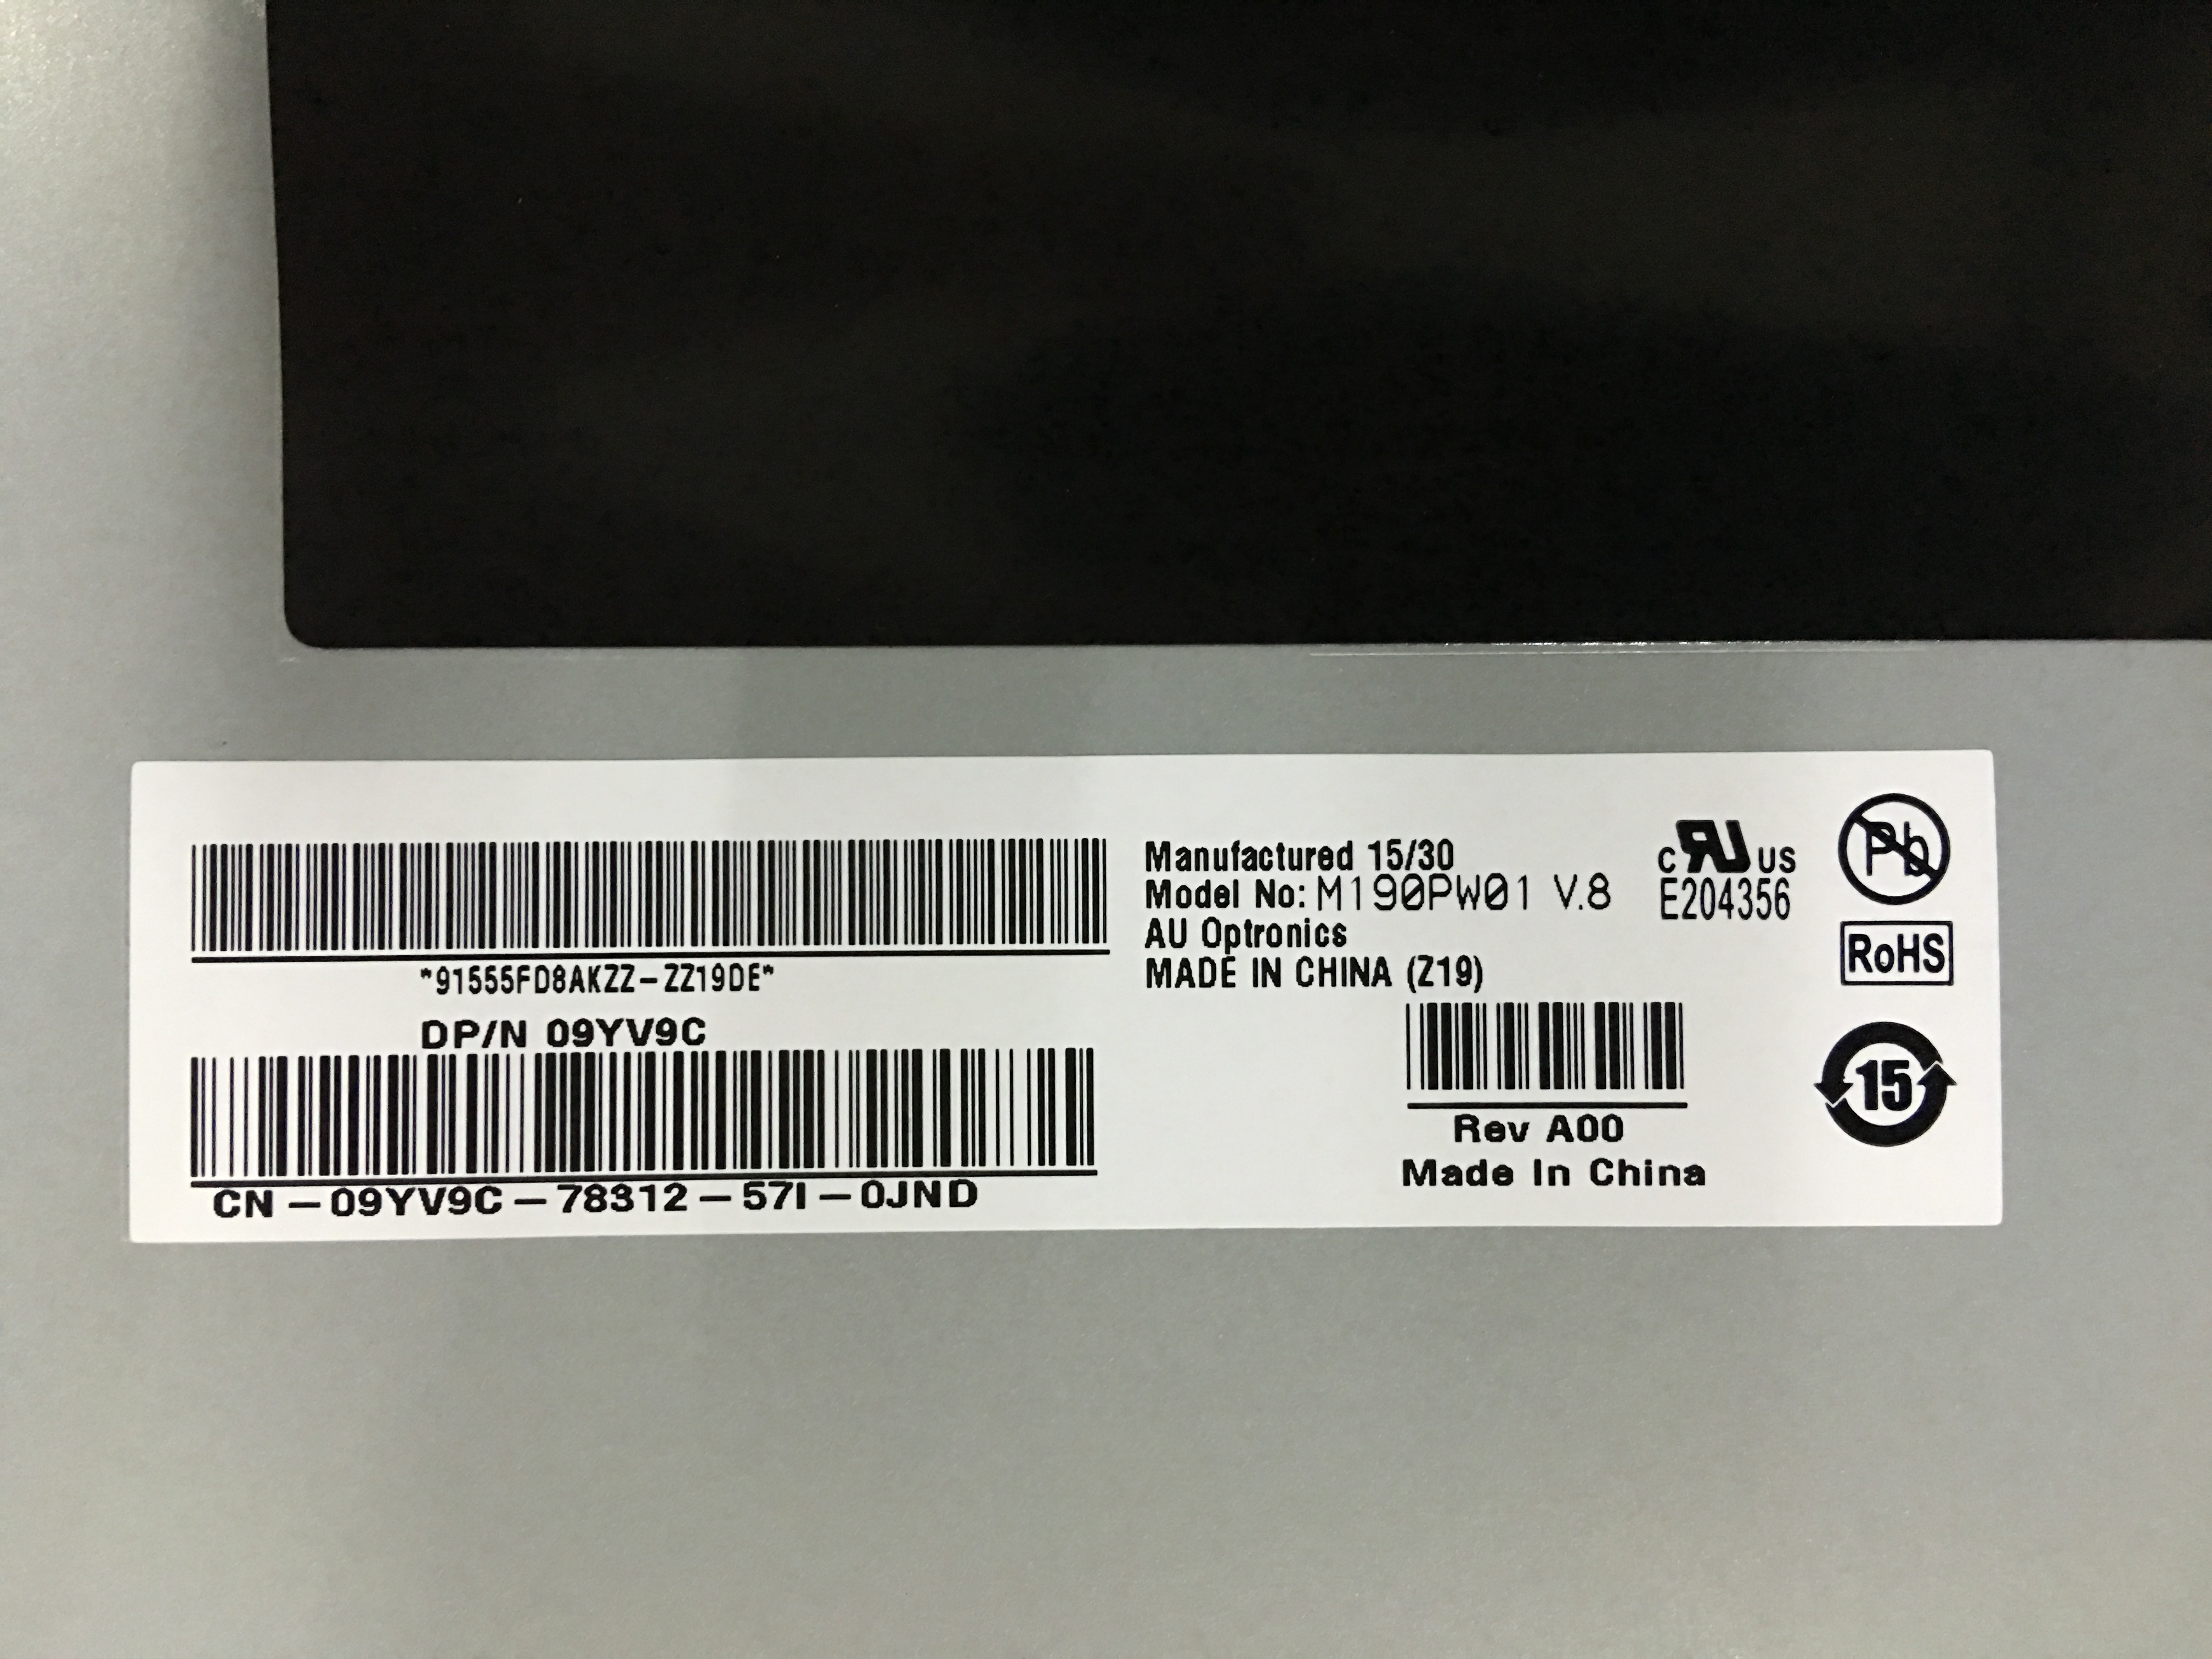 Manufactured 15/30
Model No: M190PW01 V.8
AU Optronics
MADE IN CHINA (Z19)
c UR US
E204356
Pb
RoHS
"91555FD8AKZZ-ZZ19DE"
DP/N 09YV9C
CN-09YV9C-78312-57I-0JND
Rev A00
Made In China
15